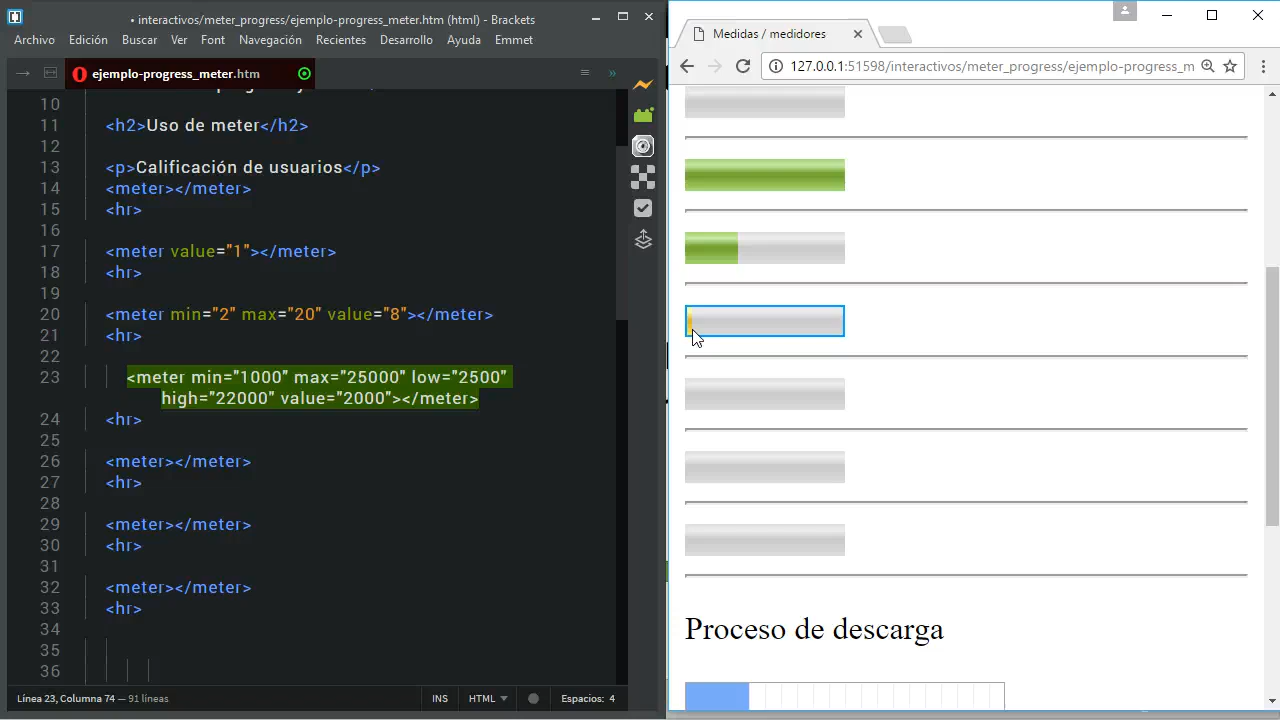 interactivos/meter_progress/ejemplo-progress_meter.htm (html) - Brackets
Archivo Edición Ver Buscar Font Navegación Recientes Desarrollo Ayuda Emmet
ejemplo-progress_meter.htm
10
11 <h2>Uso de meter</h2>
12
13 <p>Calificación de usuarios</p>
14 <meter></meter>
15 <hr>
16
17 <meter value="1"></meter>
18 <hr>
19
20 <meter min="2" max="20" value="8"></meter>
21 <hr>
22
23 <meter min="1000" max="25000" low="2500"
high="22000" value="2000"></meter>
24 <hr>
25
26 <meter></meter>
27 <hr>
28
29 <meter></meter>
30 <hr>
31
32 <meter></meter>
33 <hr>
34
35
36
Línea 23, Columna 74 — 91 líneas INS HTML Espacios: 4
Medidas / medidores
127.0.0.1:51598/interactivos/meter_progress/ejemplo-progress_m
Proceso de descarga